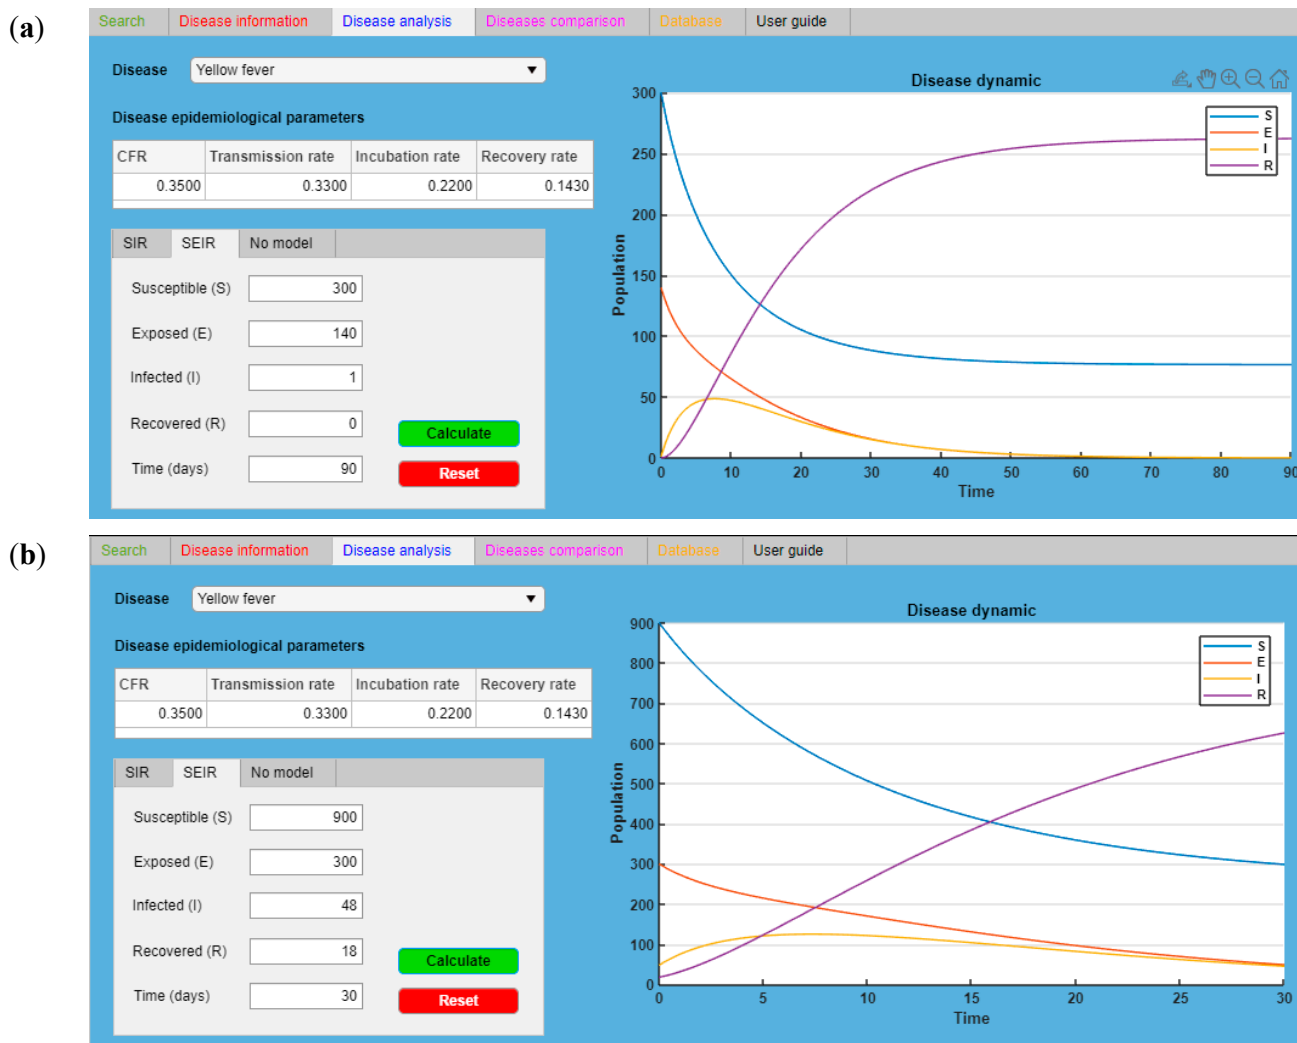 (a)
Search Disease information Disease analysis Diseases comparison Database User guide
Disease Yellow fever
Disease epidemiological parameters
CFR Transmission rate Incubation rate Recovery rate
0.3500 0.3300 0.2200 0.1430
SIR SEIR No model
Susceptible (S) 300
Exposed (E) 140
Infected (I) 1
Recovered (R) 0
Calculate
Time (days) 90
Reset
Disease dynamic
300
250
200
150
100
50
0
Population
S
E
I
R
0 10 20 30 40 50 60 70 80 90
Time
(b)
Search Disease information Disease analysis Diseases comparison Database User guide
Disease Yellow fever
Disease epidemiological parameters
CFR Transmission rate Incubation rate Recovery rate
0.3500 0.3300 0.2200 0.1430
SIR SEIR No model
Susceptible (S) 900
Exposed (E) 300
Infected (I) 48
Recovered (R) 18
Calculate
Time (days) 30
Reset
Disease dynamic
900
800
700
600
500
400
300
200
100
0
Population
S
E
I
R
0 5 10 15 20 25 30
Time